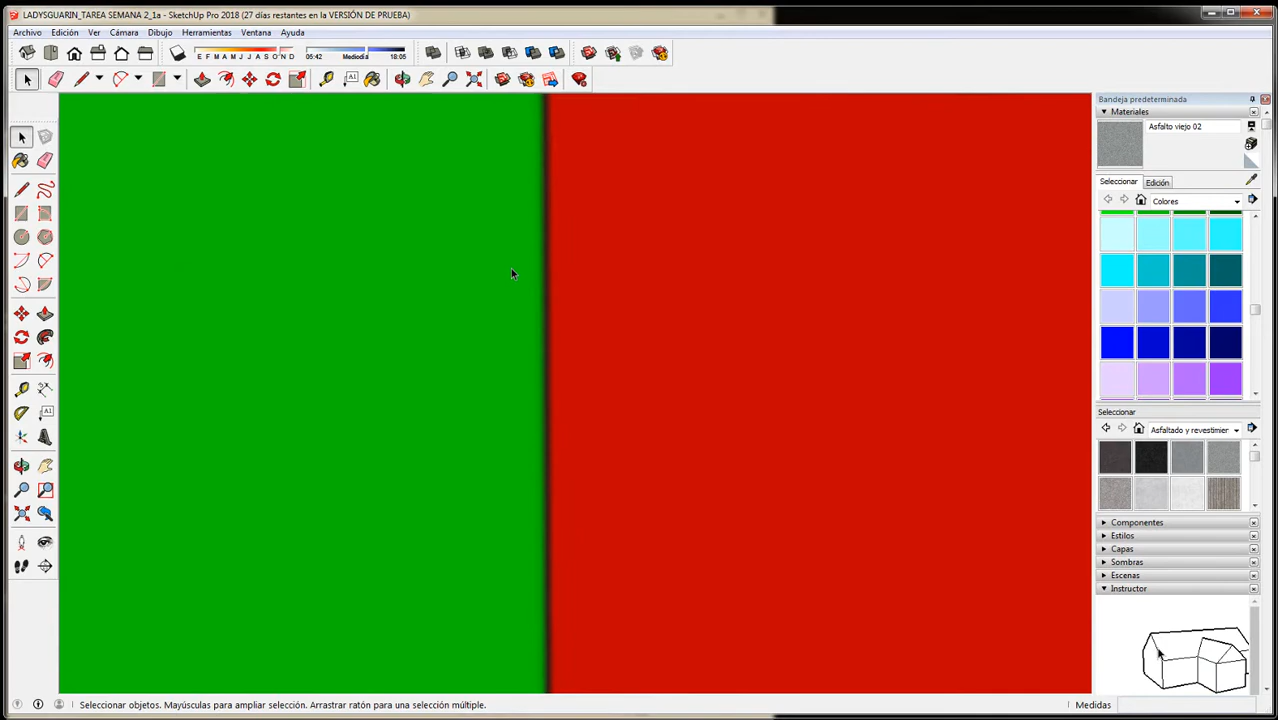 LADYSGUARIN_TAREA SEMANA 2_1a - SketchUp Pro 2018 (27 días restantes en la VERSIÓN DE PRUEBA)
Archivo Edición Ver Cámara Dibujo Herramientas Ventana Ayuda
E F M A M J J A S O N D 05:42 Mediodía 18:05
A1
Bandeja predeterminada
Materiales
Asfalto viejo 02
Seleccionar Edición
Colores
A1
Seleccionar
Asfaltado y revestimier
Componentes
Estilos
Capas
Sombras
Escenas
Instructor
Seleccionar objetos. Mayúsculas para ampliar selección. Arrastrar ratón para una selección múltiple.
Medidas